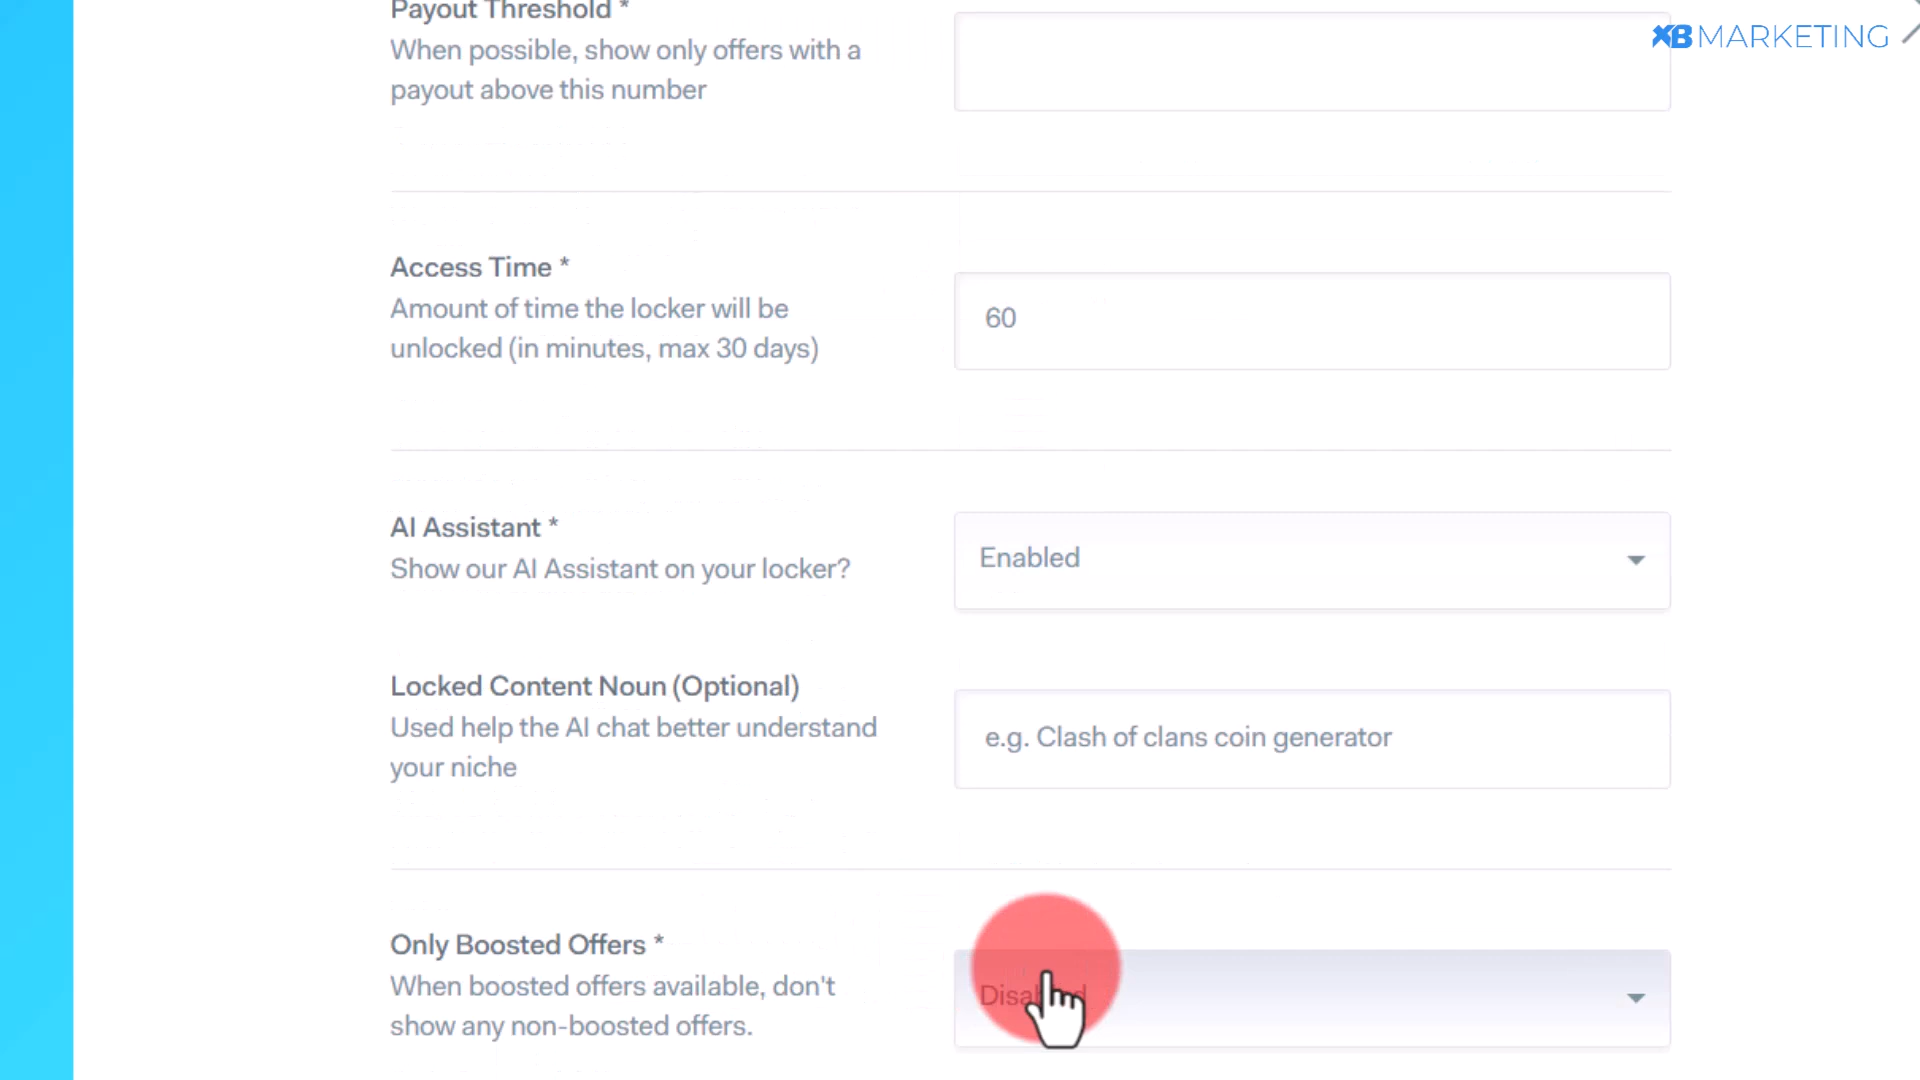 Payout Threshold *
When possible, show only offers with a
payout above this number
XB MARKETING
Access Time *
Amount of time the locker will be
unlocked (in minutes, max 30 days)
60
AI Assistant *
Show our AI Assistant on your locker?
Enabled
Locked Content Noun (Optional)
Used help the AI chat better understand
your niche
e.g. Clash of clans coin generator
Only Boosted Offers *
When boosted offers available, don't
show any non-boosted offers.
Disabled